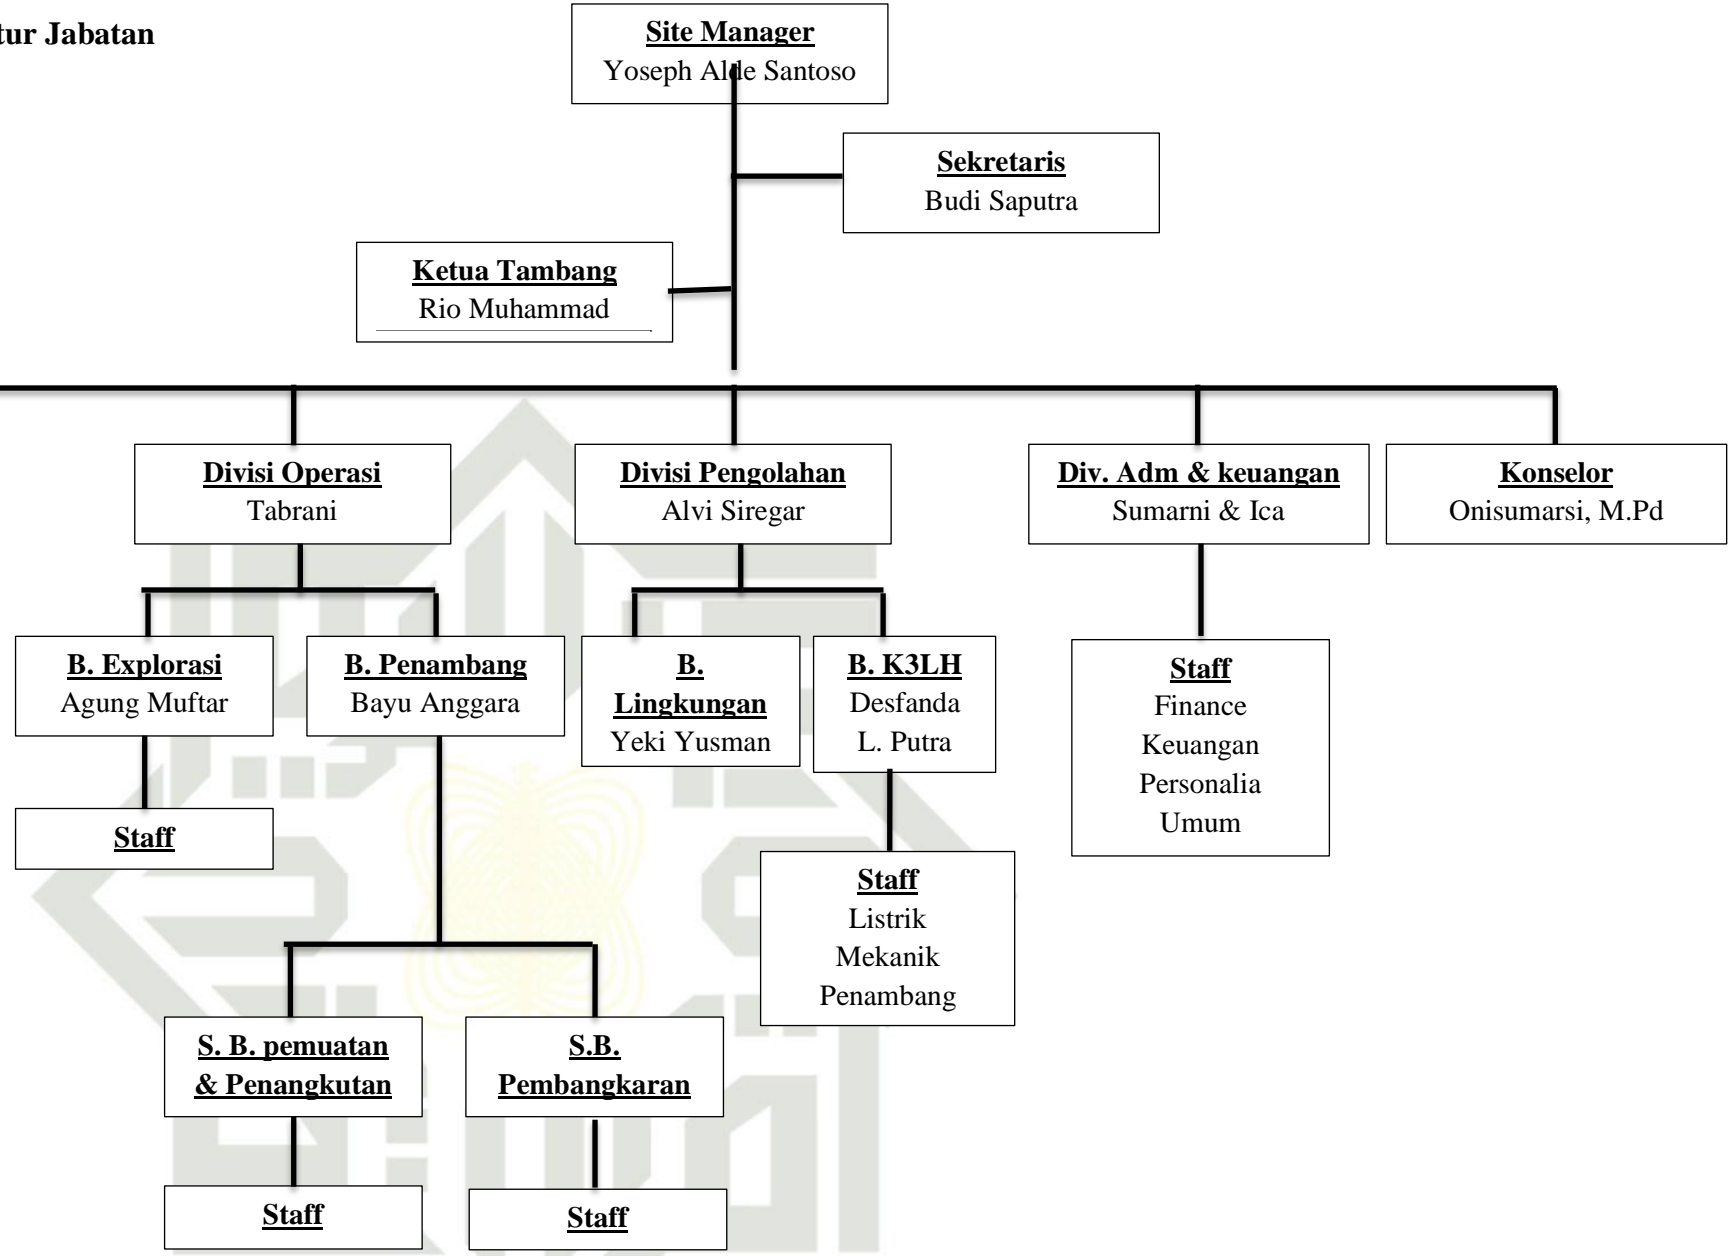 tur Jabatan
Site Manager
Yoseph Alde Santoso
Sekretaris
Budi Saputra
Ketua Tambang
Rio Muhammad
Divisi Operasi
Tabrani
Divisi Pengolahan
Alvi Siregar
Div. Adm & keuangan
Sumarni & Ica
Konselor
Onisumarsi, M.Pd
B. Explorasi
Agung Muftar
B. Penambang
Bayu Anggara
B.
Lingkungan
Yeki Yusman
B. K3LH
Desfanda
L. Putra
Staff
Finance
Keuangan
Personalia
Umum
Staff
Staff
Listrik
Mekanik
Penambang
S. B. pemuatan
& Penangkutan
S.B.
Pembangkaran
Staff
Staff